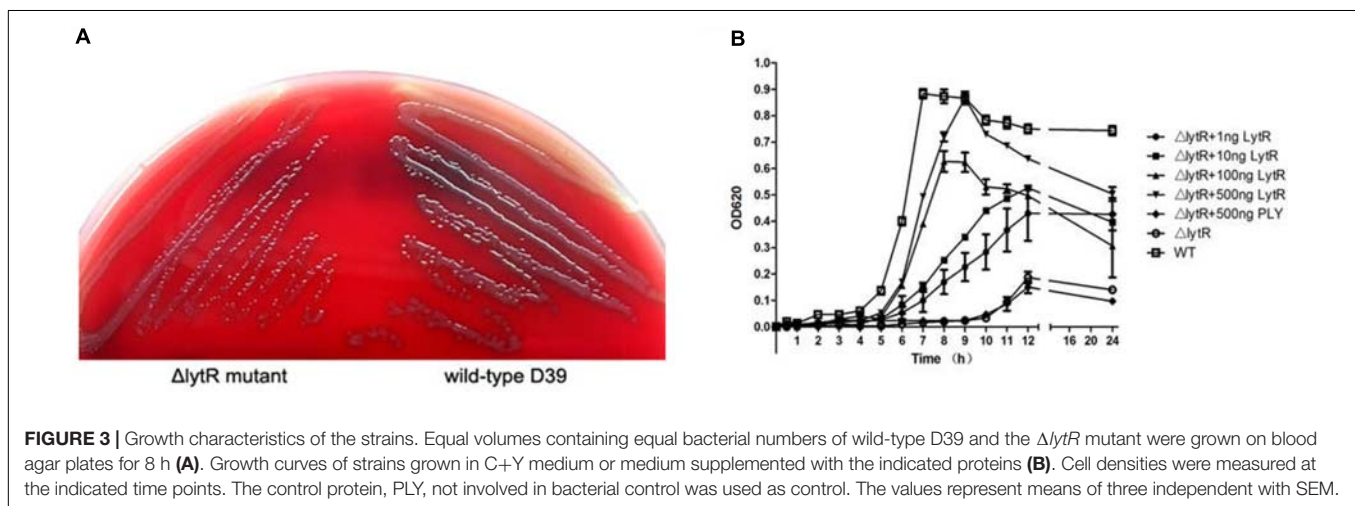 A
ΔlytR mutant
wild-type D39
B
1.0
0.9
0.8
0.7
0.6
0.5
0.4
0.3
0.2
0.1
0.0
OD620
1 2 3 4 5 6 7 8 9 10 11 12 16 20 24
Time (h)
△lytR+1ng LytR
△lytR+10ng LytR
△lytR+100ng LytR
△lytR+500ng LytR
△lytR+500ng PLY
△lytR
WT
FIGURE 3 | Growth characteristics of the strains. Equal volumes containing equal bacterial numbers of wild-type D39 and the ΔlytR mutant were grown on blood
agar plates for 8 h (A). Growth curves of strains grown in C+Y medium or medium supplemented with the indicated proteins (B). Cell densities were measured at
the indicated time points. The control protein, PLY, not involved in bacterial control was used as control. The values represent means of three independent with SEM.